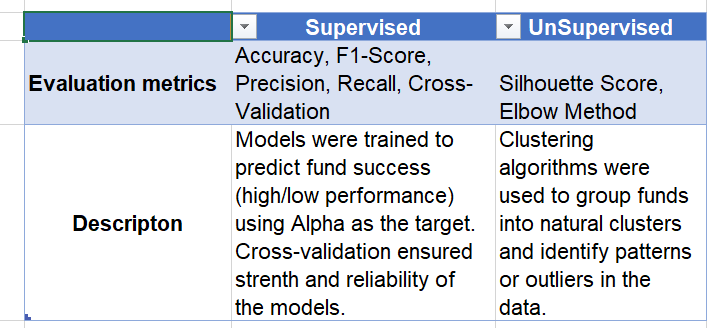 Supervised
UnSupervised
Evaluation metrics
Accuracy, F1-Score,
Precision, Recall, Cross-
Validation
Silhouette Score,
Elbow Method
Descripton
Models were trained to
predict fund success
(high/low performance)
using Alpha as the target.
Cross-validation ensured
strenth and reliability of
the models.
Clustering
algorithms were
used to group funds
into natural clusters
and identify patterns
or outliers in the
data.